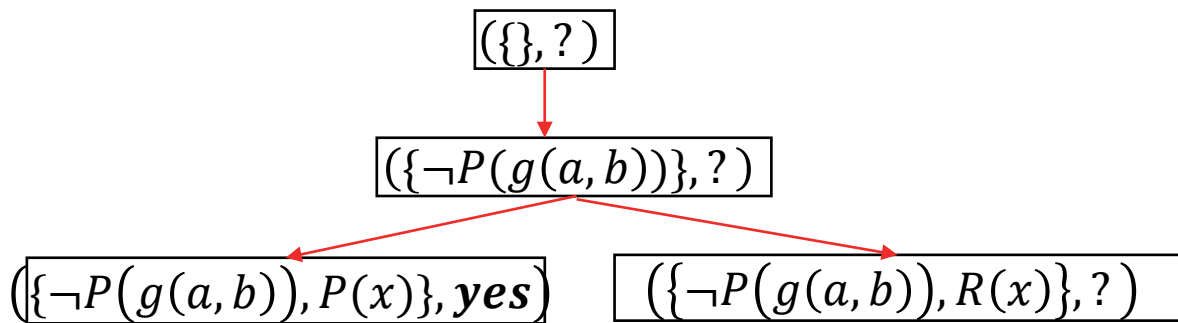 ({}, ?)
({¬P(g(a, b))}, ?)
({¬P(g(a, b)), P(x)}, yes)
({¬P(g(a, b)), R(x)}, ?)